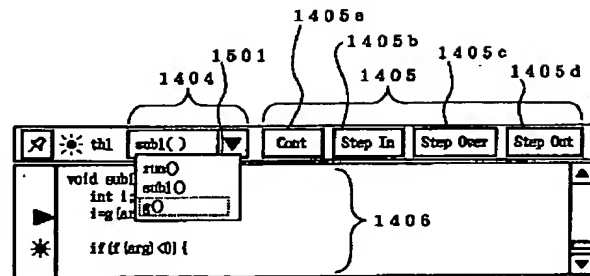 1405a
1501
1405b
1405c
1404
1405
1405d
th1
sub1()
Cont
Step In
Step Over
Step Out
run()
sub1()
g()
void sub1
int i;
i=g(ar
1406
if(f(arg)<0){